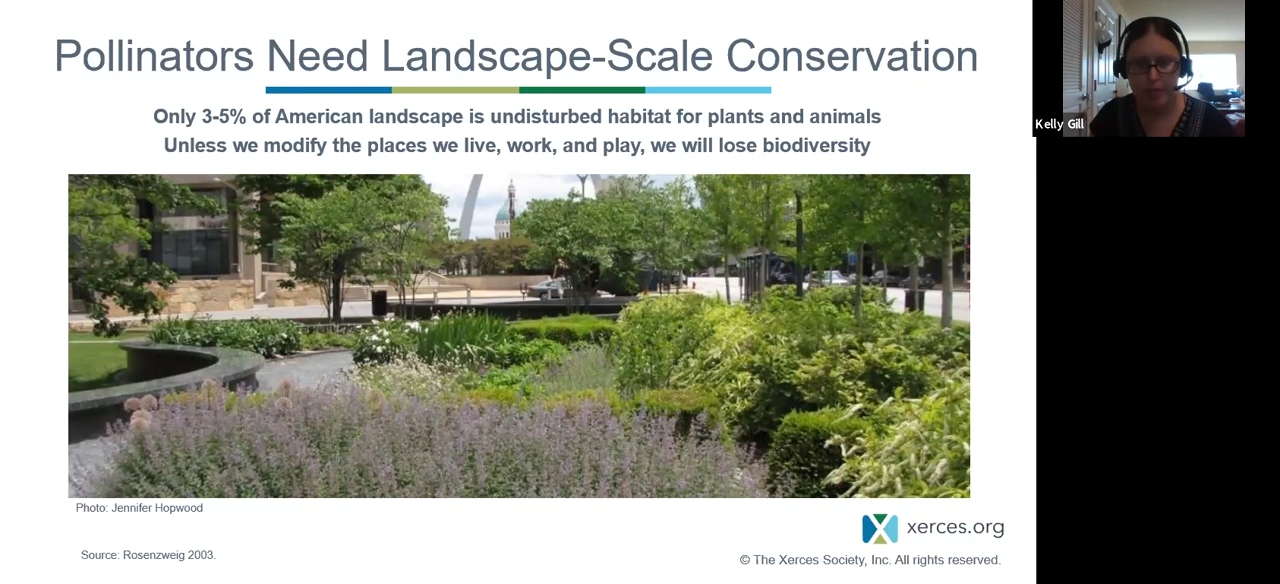 Pollinators Need Landscape-Scale Conservation
Only 3-5% of American landscape is undisturbed habitat for plants and animals
Unless we modify the places we live, work, and play, we will lose biodiversity
Kelly Gill
Photo: Jennifer Hopwood
xerces.org
Source: Rosenzweig 2003.
© The Xerces Society, Inc. All rights reserved.